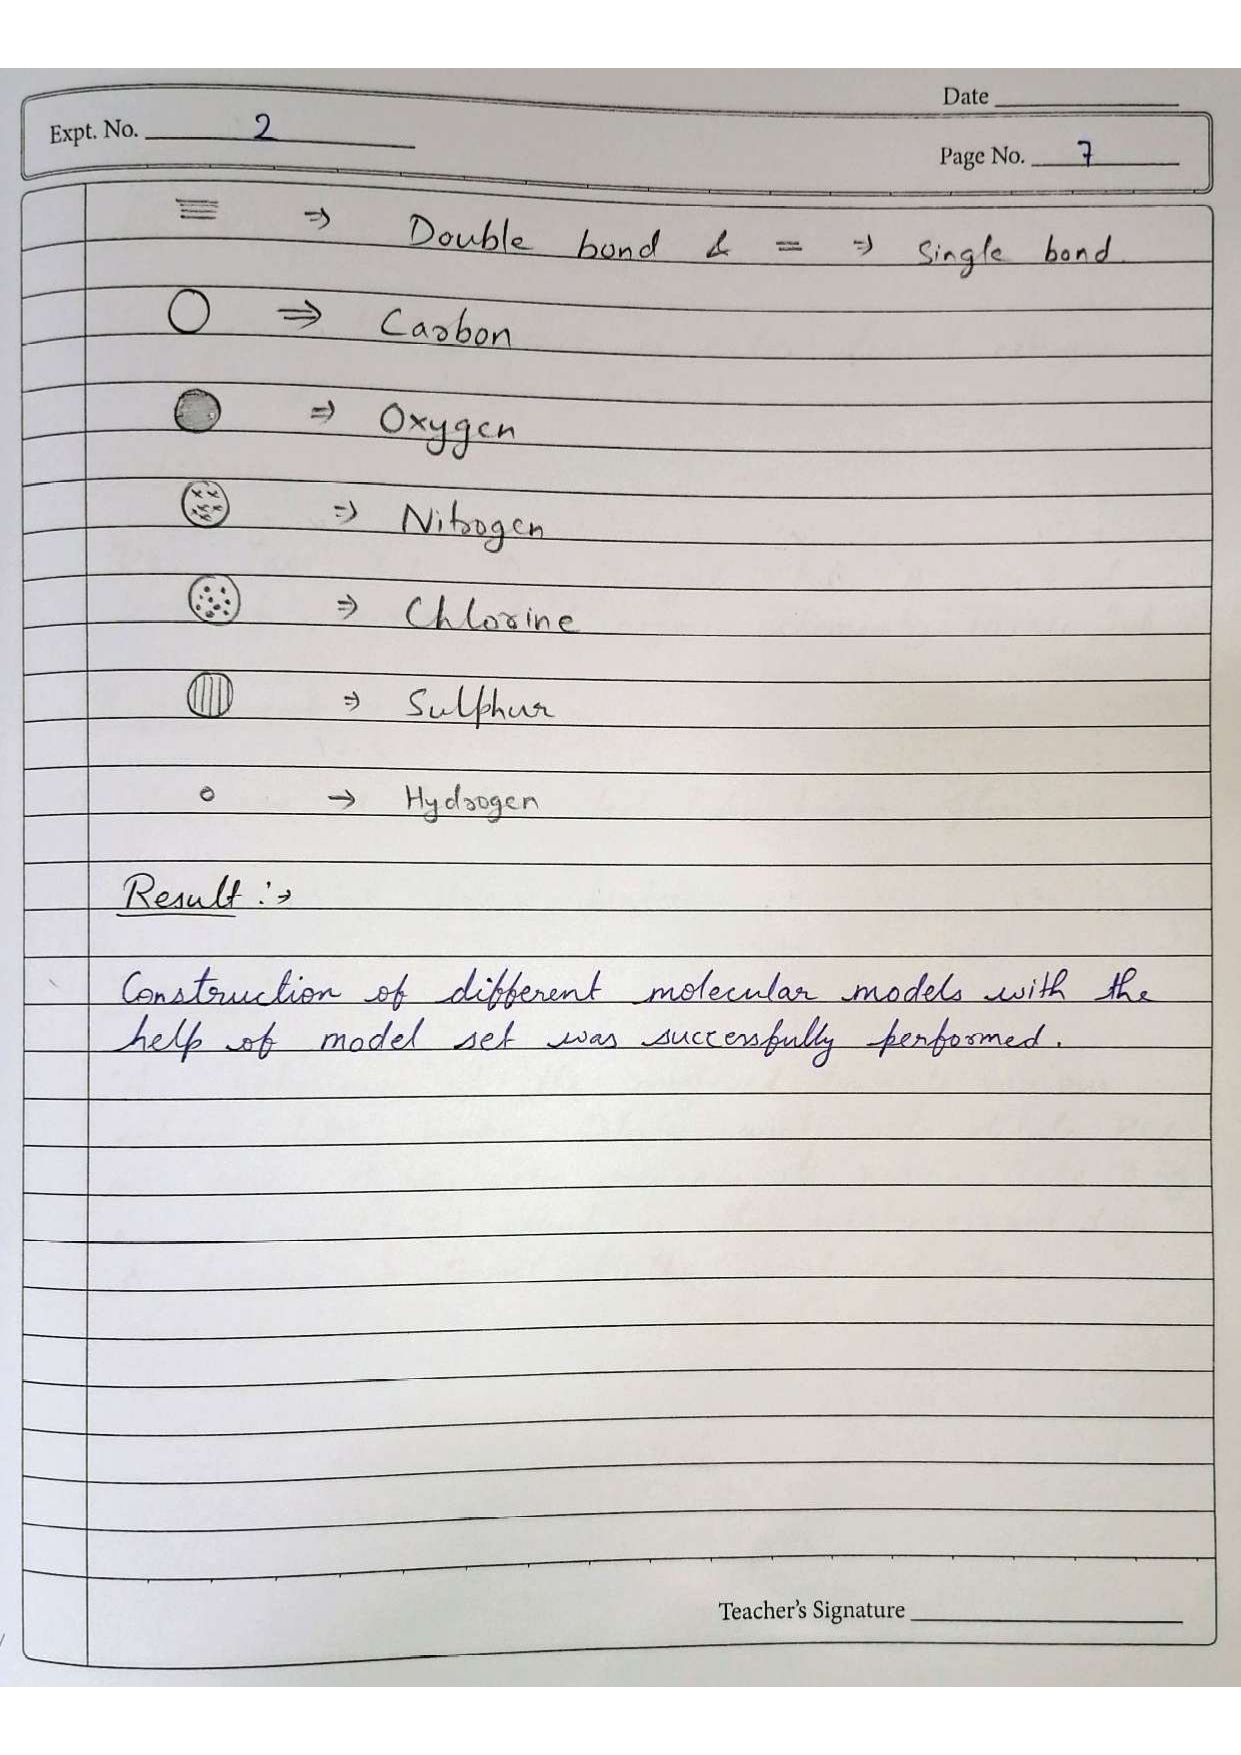 Date
Expt. No. 2
Page No. 7
≡ ⇒ Double bond & = ⇒ Single bond
⇒ Carbon
⇒ Oxygen
⇒ Nitrogen
⇒ Chlorine
⇒ Sulphur
→ Hydrogen
Result :→
Construction of different molecular models with the
help of model set was successfully performed.
Teacher's Signature